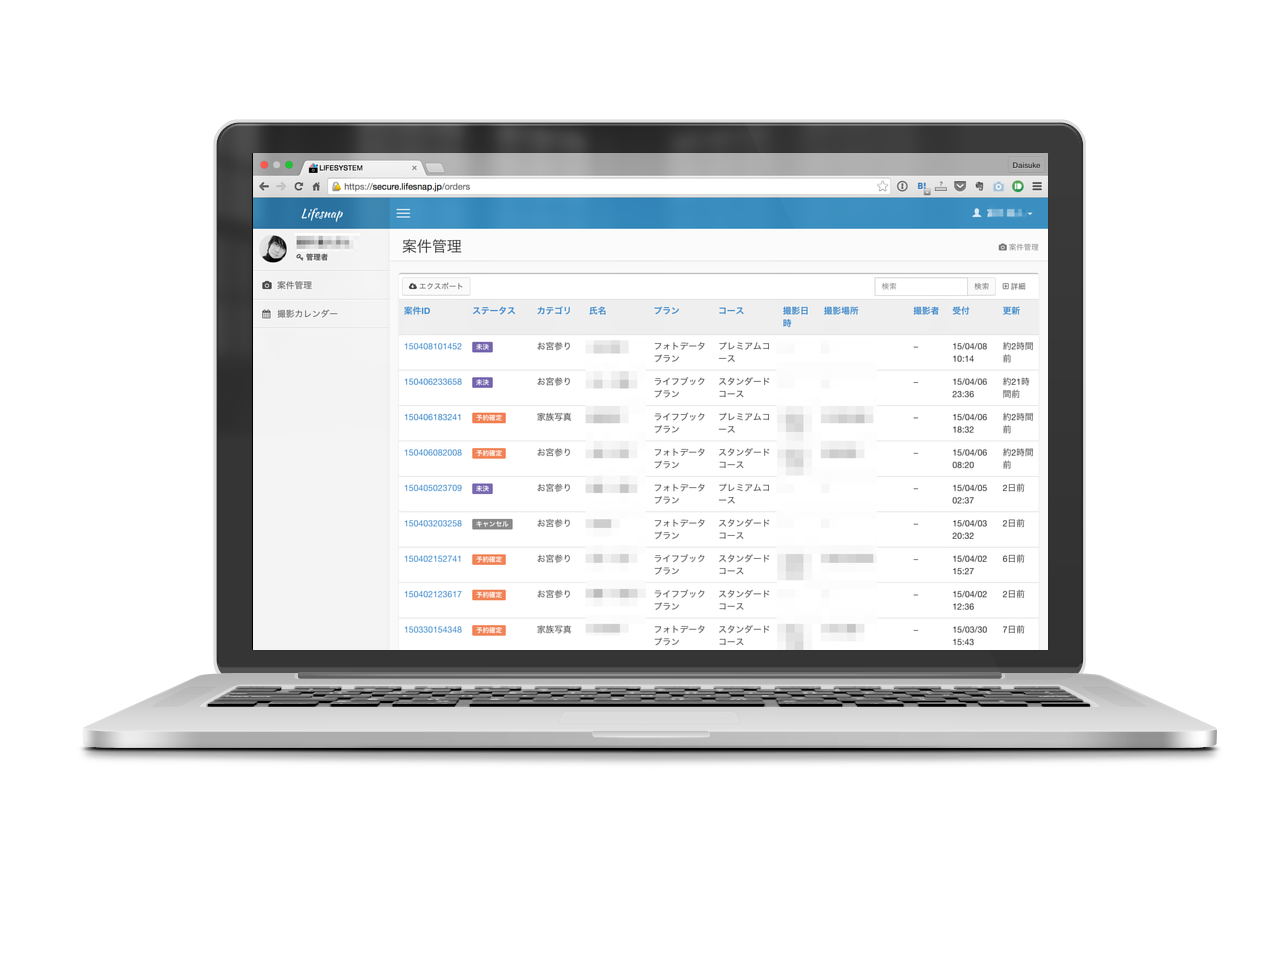 LIFESYSTEM
Daisuke
https://secure.lifesnap.jp/orders
B!
Lifesnap
管理者
案件管理
撮影カレンダー
案件管理
案件管理
エクスポート
検索
検索
詳細
案件ID ステータス カテゴリ 氏名 プラン コース 撮影日時 撮影場所 撮影者 受付 更新
150408101452 未決 お宮参り フォトデータプラン プレミアムコース – 15/04/08 10:14 約2時間前
150406233658 未決 お宮参り ライフブックプラン スタンダードコース – 15/04/06 23:36 約21時間前
150406183241 予約確定 家族写真 ライフブックプラン プレミアムコース – 15/04/06 18:32 約2時間前
150406082008 予約確定 お宮参り フォトデータプラン スタンダードコース – 15/04/06 08:20 約2時間前
150405023709 未決 お宮参り フォトデータプラン プレミアムコース – 15/04/05 02:37 2日前
150403203258 キャンセル お宮参り フォトデータプラン スタンダードコース – 15/04/03 20:32 2日前
150402152741 予約確定 お宮参り ライフブックプラン スタンダードコース – 15/04/02 15:27 6日前
150402123617 予約確定 お宮参り ライフブックプラン スタンダードコース – 15/04/02 12:36 2日前
150330154348 予約確定 家族写真 フォトデータプラン スタンダードコース – 15/03/30 15:43 7日前